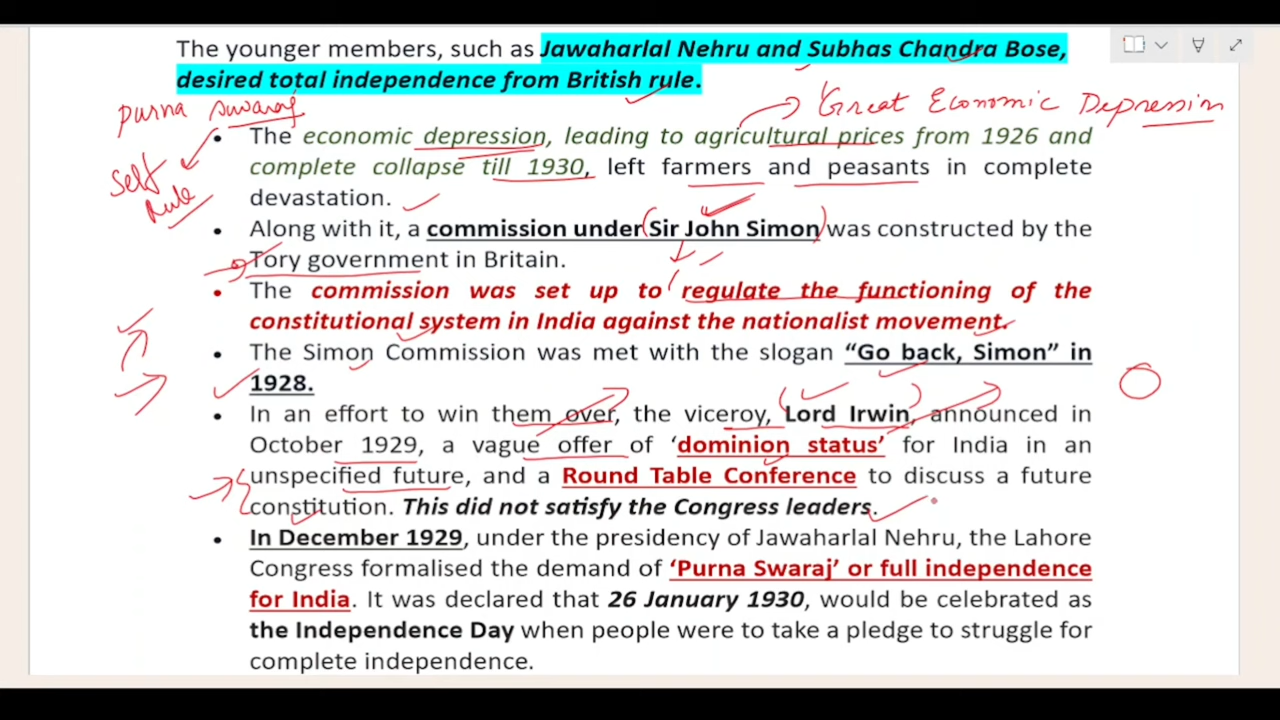 The younger members, such as Jawaharlal Nehru and Subhas Chandra Bose,
desired total independence from British rule.
Purna Swaraj
Great Economic Depression
• The economic depression, leading to agricultural prices from 1926 and
Self
complete collapse till 1930, left farmers and peasants in complete
Rule
devastation.
• Along with it, a commission under Sir John Simon was constructed by the
Tory government in Britain.
• The commission was set up to regulate the functioning of the
constitutional system in India against the nationalist movement.
• The Simon Commission was met with the slogan “Go back, Simon” in
1928.
• In an effort to win them over, the viceroy, Lord Irwin, announced in
October 1929, a vague offer of ‘dominion status’ for India in an
unspecified future, and a Round Table Conference to discuss a future
constitution. This did not satisfy the Congress leaders.
• In December 1929, under the presidency of Jawaharlal Nehru, the Lahore
Congress formalised the demand of ‘Purna Swaraj’ or full independence
for India. It was declared that 26 January 1930, would be celebrated as
the Independence Day when people were to take a pledge to struggle for
complete independence.